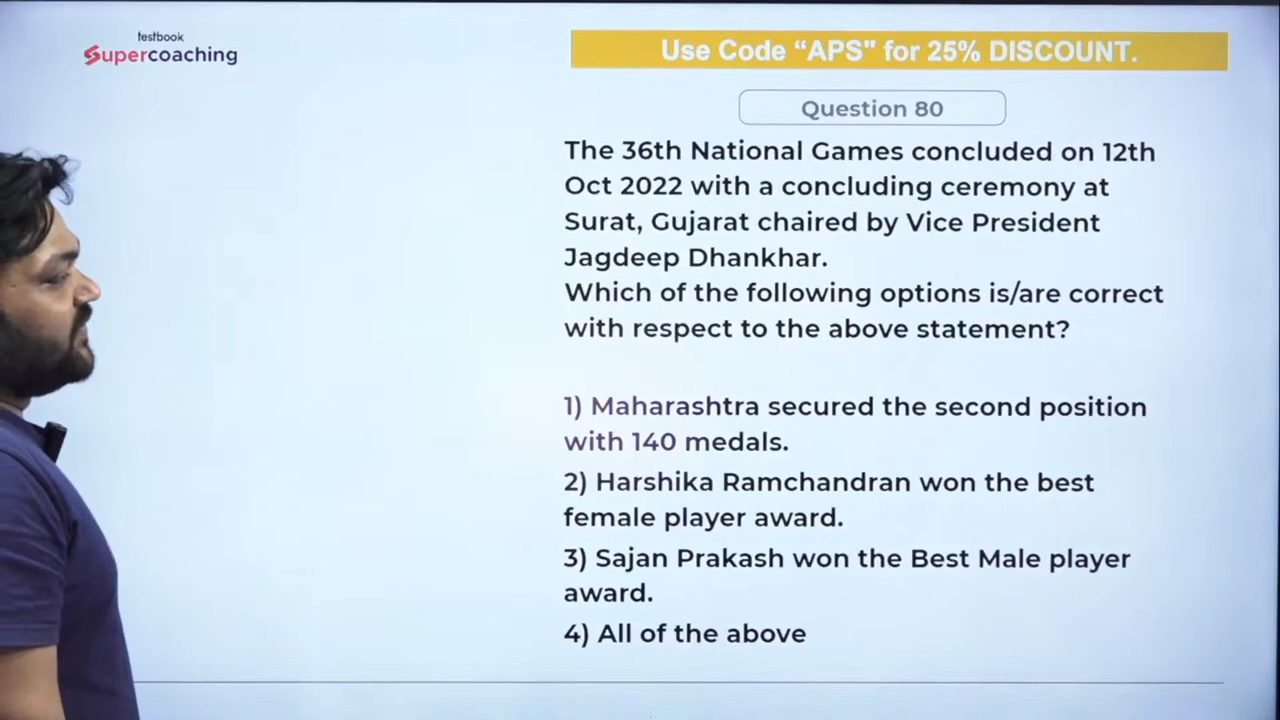 testbook
Supercoaching
Use Code “APS" for 25% DISCOUNT.
Question 80
The 36th National Games concluded on 12th
Oct 2022 with a concluding ceremony at
Surat, Gujarat chaired by Vice President
Jagdeep Dhankhar.
Which of the following options is/are correct
with respect to the above statement?
1) Maharashtra secured the second position
with 140 medals.
2) Harshika Ramchandran won the best
female player award.
3) Sajan Prakash won the Best Male player
award.
4) All of the above